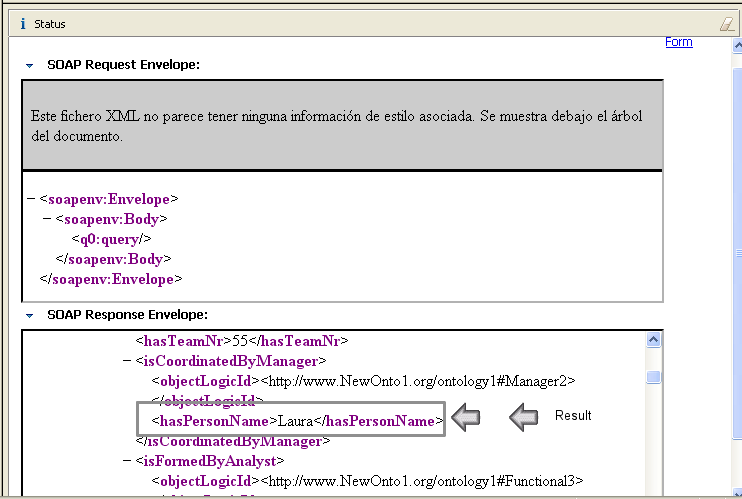 Status
Form
SOAP Request Envelope:
Este fichero XML no parece tener ninguna información de estilo asociada. Se muestra debajo el árbol
del documento.
− <soapenv:Envelope>
− <soapenv:Body>
<q0:query/>
</soapenv:Body>
</soapenv:Envelope>
SOAP Response Envelope:
<hasTeamNr>55</hasTeamNr>
− <isCoordinatedByManager>
<objectLogicId><http://www.NewOnto1.org/ontology1#Manager2>
</objectLogicId>
<hasPersonName>Laura</hasPersonName>
Result
</isCoordinatedByManager>
− <isFormedByAnalyst>
<objectLogicId><http://www.NewOnto1.org/ontology1#Functional3>